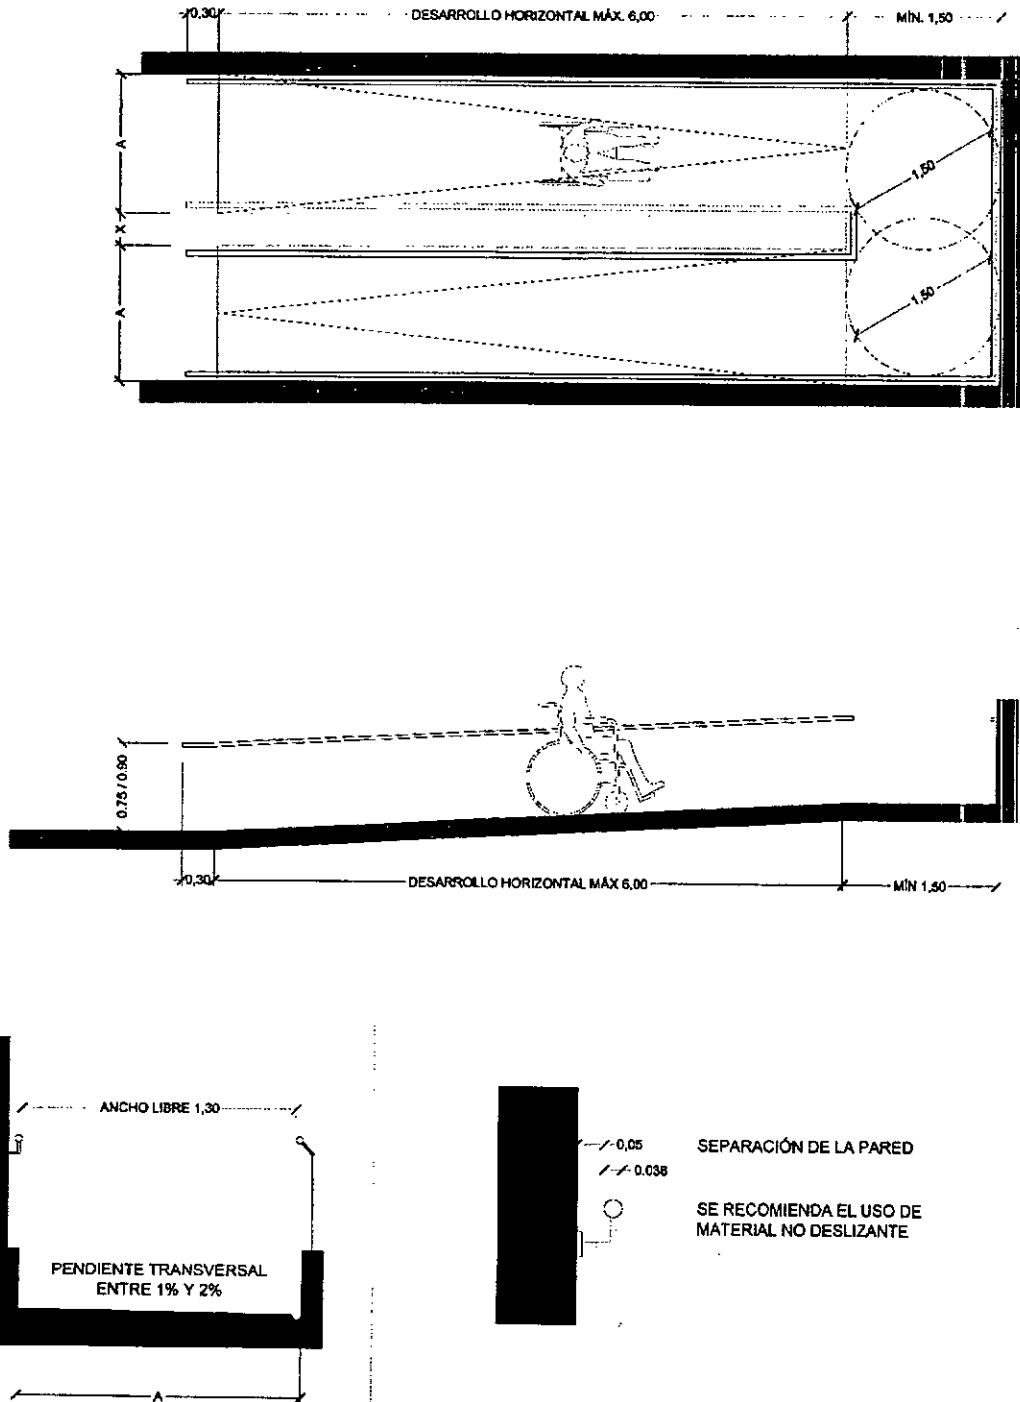 0,30
DESARROLLO HORIZONTAL MÁX. 6,00
MÍN. 1,50
A
X
A
1,50
1,50
0.75 / 0.90
0,30
DESARROLLO HORIZONTAL MÁX 6,00
MÍN 1,50
ANCHO LIBRE 1,30
PENDIENTE TRANSVERSAL
ENTRE 1% Y 2%
A
0,05
SEPARACIÓN DE LA PARED
0.038
SE RECOMIENDA EL USO DE
MATERIAL NO DESLIZANTE